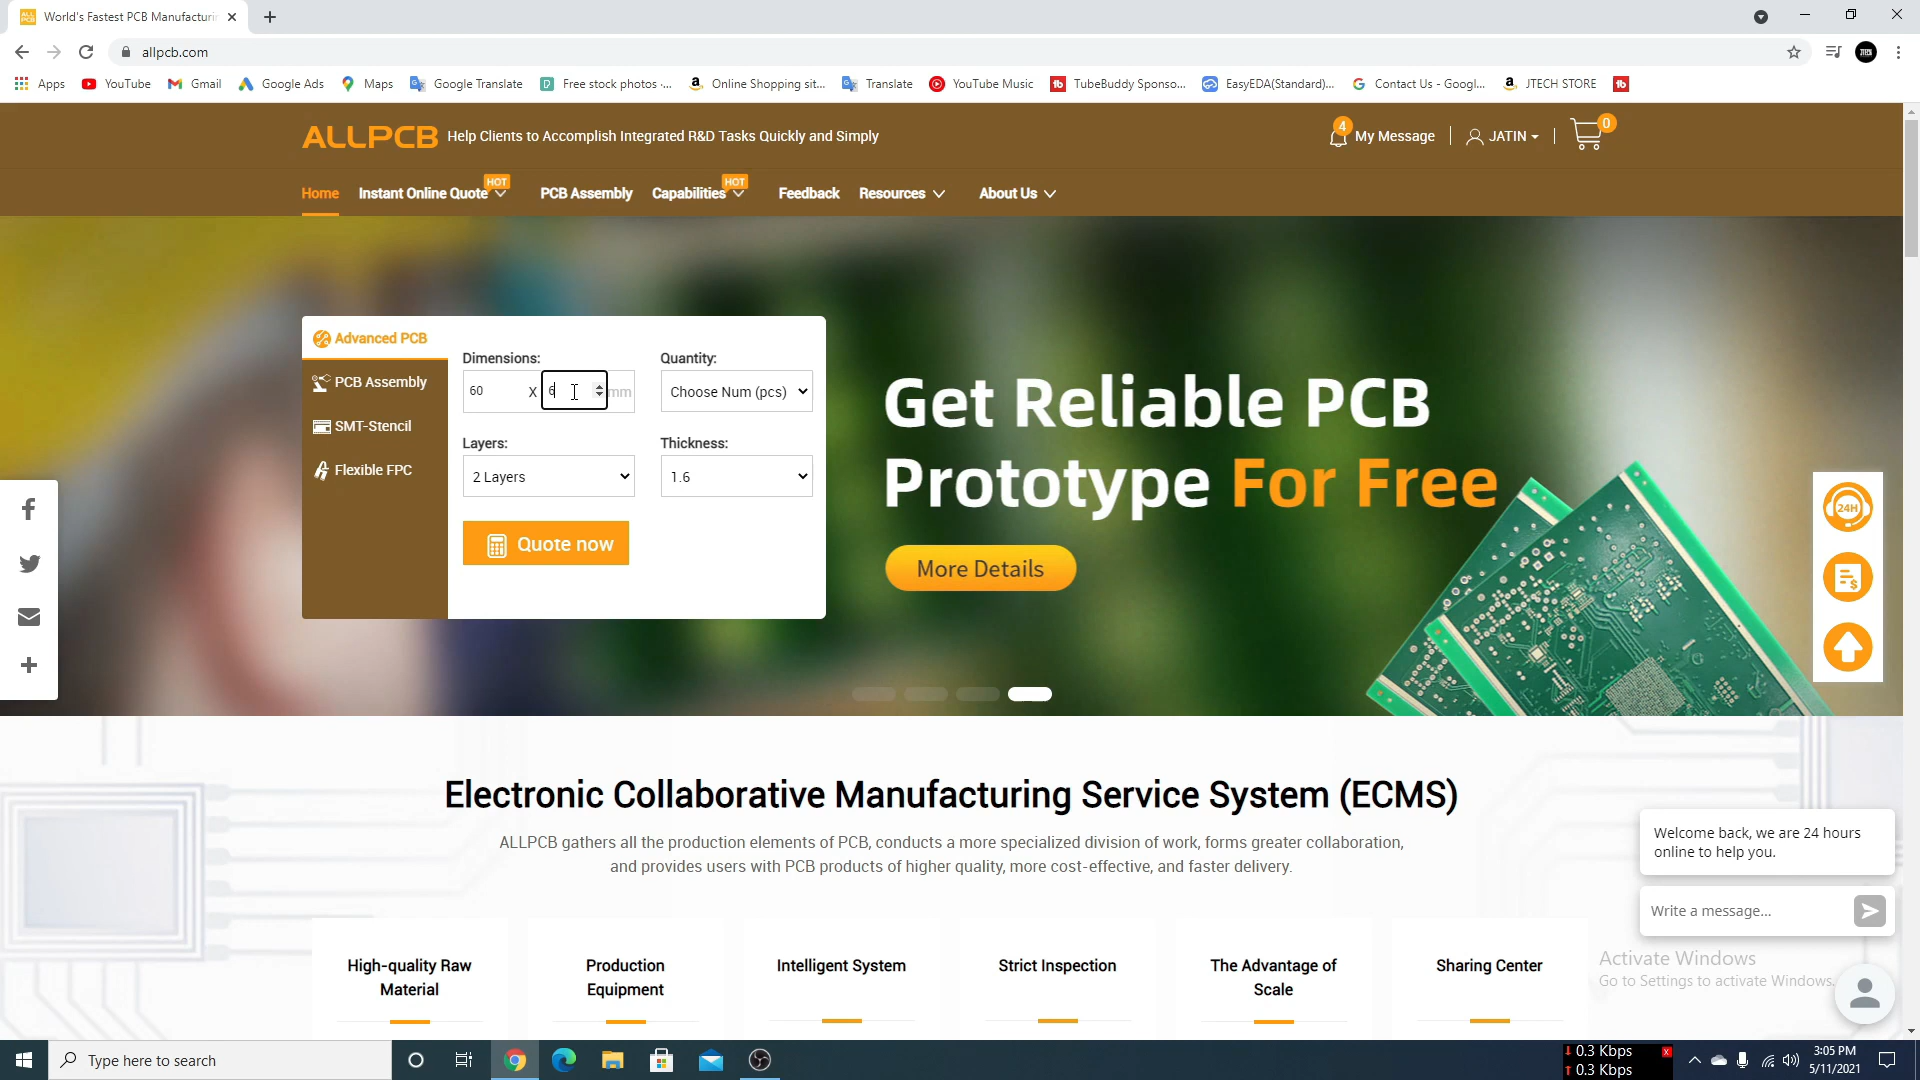 World's Fastest PCB Manufacturin
allpcb.com
Apps YouTube Gmail Google Ads Maps Google Translate Free stock photos ·... Online Shopping sit... Translate YouTube Music TubeBuddy Sponso... EasyEDA(Standard)... Contact Us - Googl... JTECH STORE
ALLPCB Help Clients to Accomplish Integrated R&D Tasks Quickly and Simply
4 My Message JATIN 0
HOT HOT
Home Instant Online Quote PCB Assembly Capabilities Feedback Resources About Us
Advanced PCB
PCB Assembly
SMT-Stencil
Flexible FPC
Dimensions: Quantity:
60 X 6 mm Choose Num (pcs)
Layers: Thickness:
2 Layers 1.6
Quote now
Get Reliable PCB
Prototype For Free
More Details
24H
Electronic Collaborative Manufacturing Service System (ECMS)
ALLPCB gathers all the production elements of PCB, conducts a more specialized division of work, forms greater collaboration,
and provides users with PCB products of higher quality, more cost-effective, and faster delivery.
High-quality Raw
Material
Production
Equipment
Intelligent System
Strict Inspection
The Advantage of
Scale
Sharing Center
Welcome back, we are 24 hours
online to help you.
Write a message...
Activate Windows
Go to Settings to activate Windows.
Type here to search
0.3 Kbps
0.3 Kbps
3:05 PM
5/11/2021